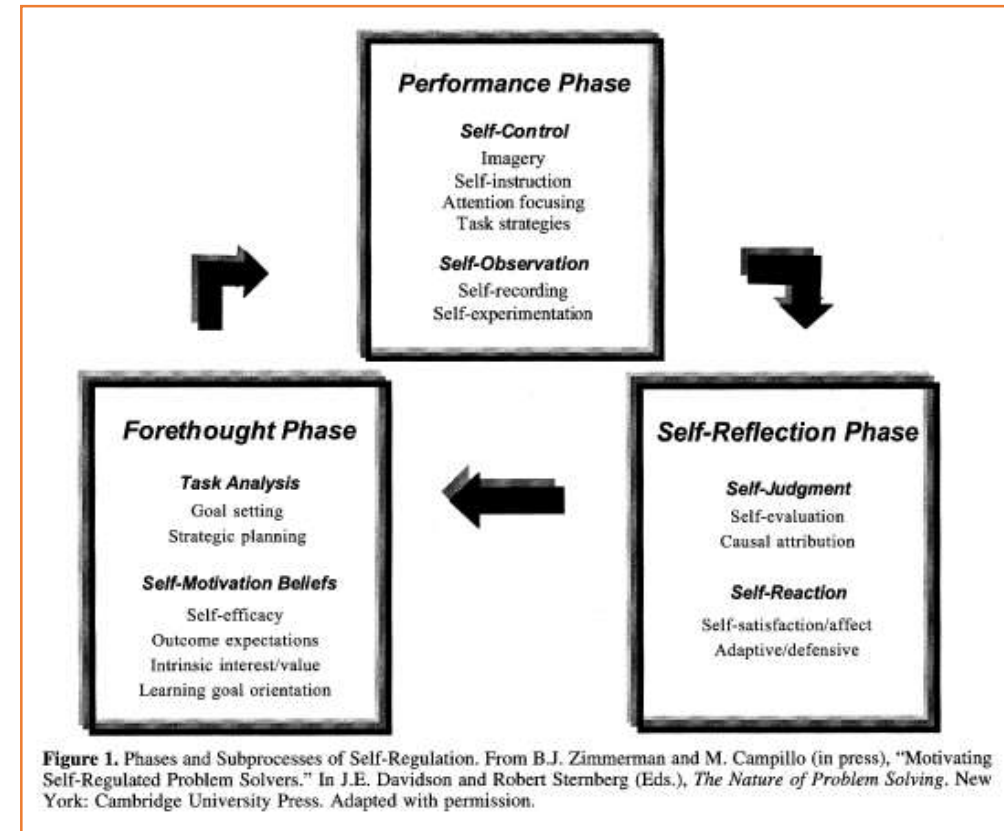 Performance Phase
Self-Control
Imagery
Self-instruction
Attention focusing
Task strategies
Self-Observation
Self-recording
Self-experimentation
Forethought Phase
Task Analysis
Goal setting
Strategic planning
Self-Motivation Beliefs
Self-efficacy
Outcome expectations
Intrinsic interest/value
Learning goal orientation
Self-Reflection Phase
Self-Judgment
Self-evaluation
Causal attribution
Self-Reaction
Self-satisfaction/affect
Adaptive/defensive
Figure 1. Phases and Subprocesses of Self-Regulation. From B.J. Zimmerman and M. Campillo (in press), “Motivating
Self-Regulated Problem Solvers.” In J.E. Davidson and Robert Sternberg (Eds.), The Nature of Problem Solving. New
York: Cambridge University Press. Adapted with permission.